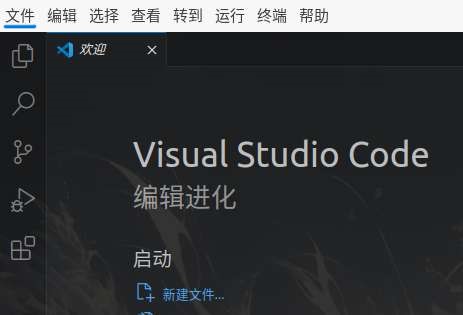 文件 编辑 选择 查看 转到 运行 终端 帮助
欢迎
Visual Studio Code
编辑进化
启动
新建文件...